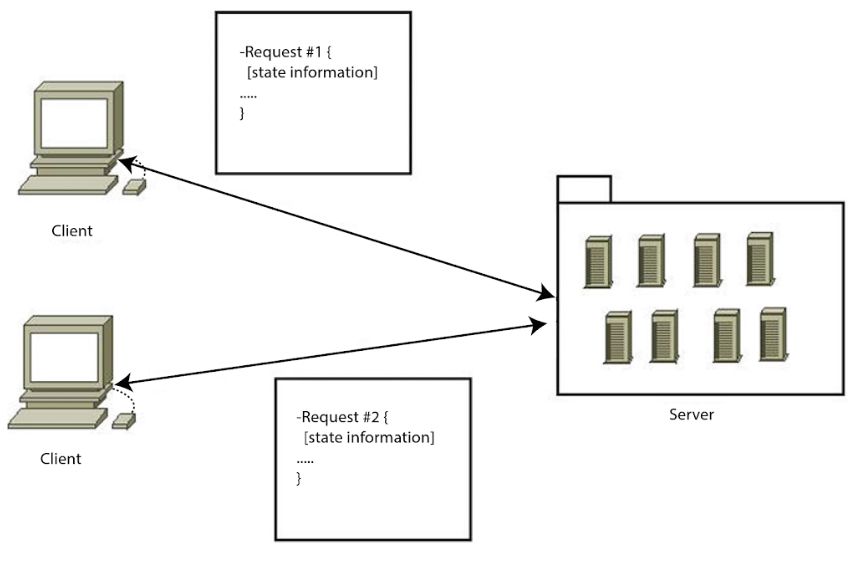 -Request #1 {
[state information]
.....
}
Client
Server
Client
-Request #2 {
[state information]
.....
}